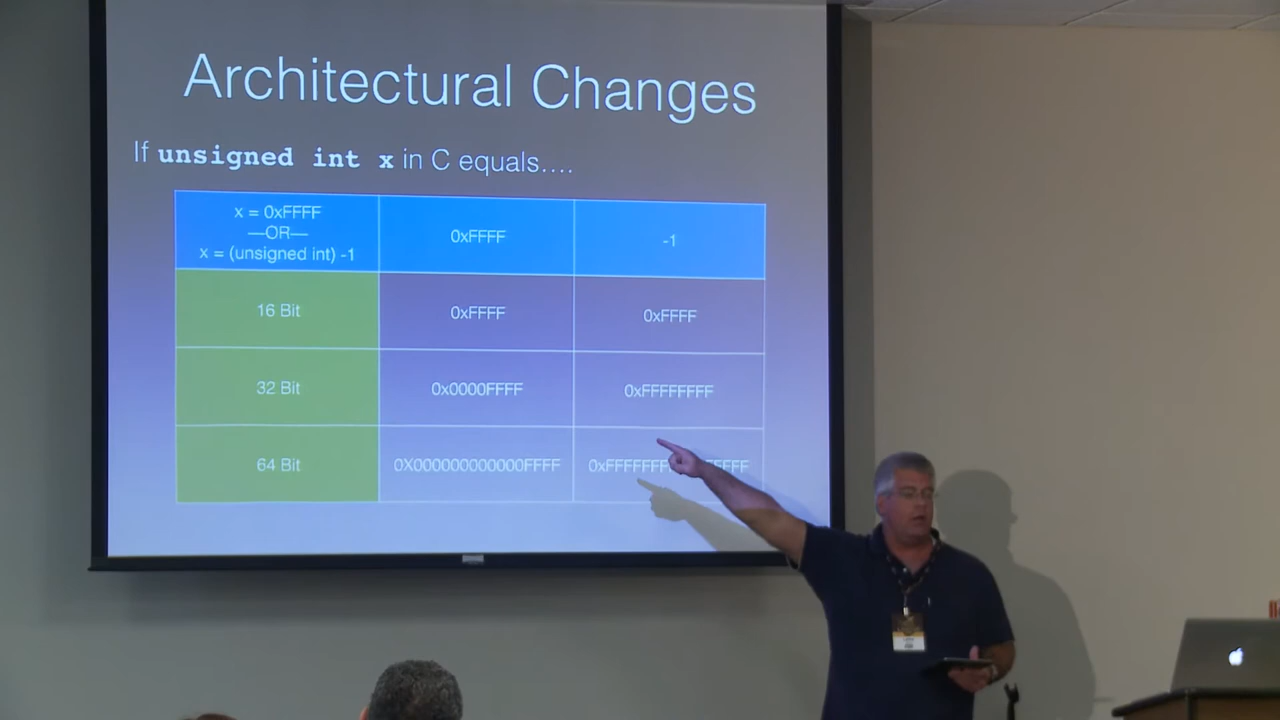 Architectural Changes
If unsigned int x in C equals....
x = 0xFFFF
—OR—
x = (unsigned int) -1
0xFFFF
-1
16 Bit
0xFFFF
0xFFFF
32 Bit
0x0000FFFF
0xFFFFFFFF
64 Bit
0X000000000000FFFF